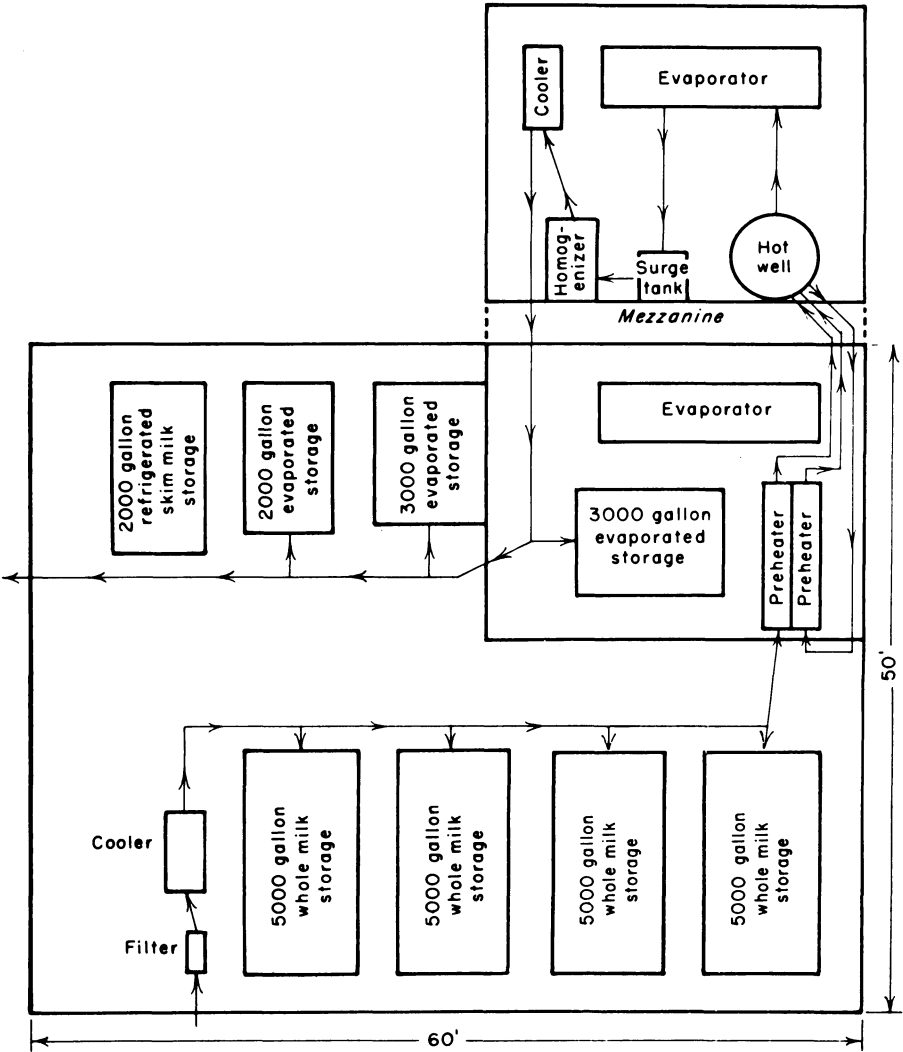 Cooler
Evaporator
Homog-
enizer
Surge
tank
Hot
well
Mezzanine
2000 gallon
refrigerated
skim milk
storage
2000 gallon
evaporated
storage
3000 gallon
evaporated
storage
Evaporator
3000 gallon
evaporated
storage
Preheater
Preheater
50'
Cooler
Filter
5000 gallon
whole milk
storage
5000 gallon
whole milk
storage
5000 gallon
whole milk
storage
5000 gallon
whole milk
storage
60'